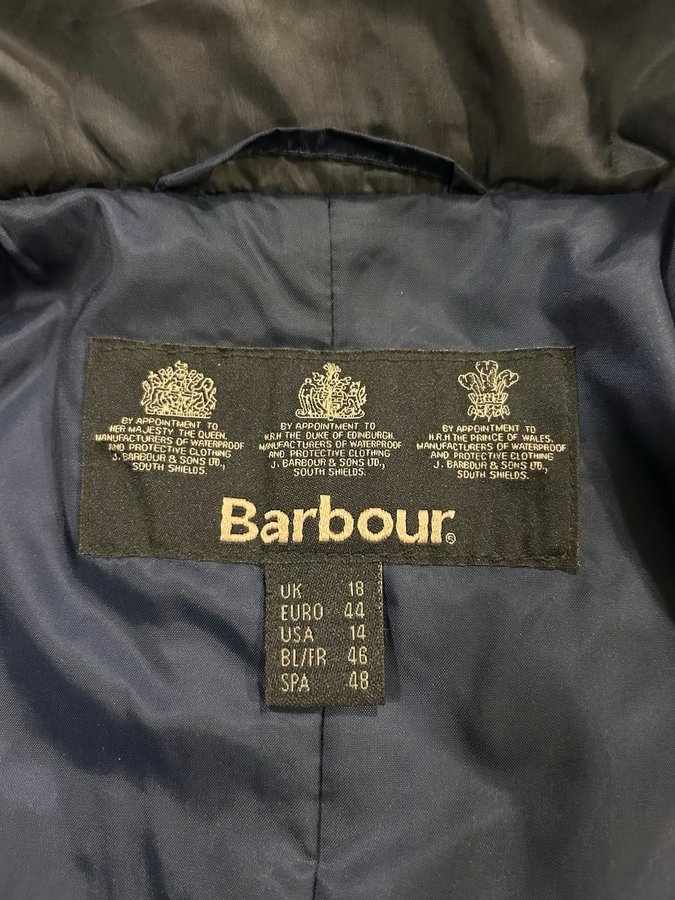 BY APPOINTMENT TO
HER MAJESTY THE QUEEN,
MANUFACTURERS OF WATERPROOF
AND PROTECTIVE CLOTHING
J. BARBOUR & SONS LTD.,
SOUTH SHIELDS.
BY APPOINTMENT TO
H.R.H. THE DUKE OF EDINBURGH,
MANUFACTURERS OF WATERPROOF
AND PROTECTIVE CLOTHING
J. BARBOUR & SONS LTD.,
SOUTH SHIELDS.
BY APPOINTMENT TO
H.R.H. THE PRINCE OF WALES,
MANUFACTURERS OF WATERPROOF
AND PROTECTIVE CLOTHING
J. BARBOUR & SONS LTD.,
SOUTH SHIELDS.
Barbour®
UK 18
EURO 44
USA 14
BL/FR 46
SPA 48